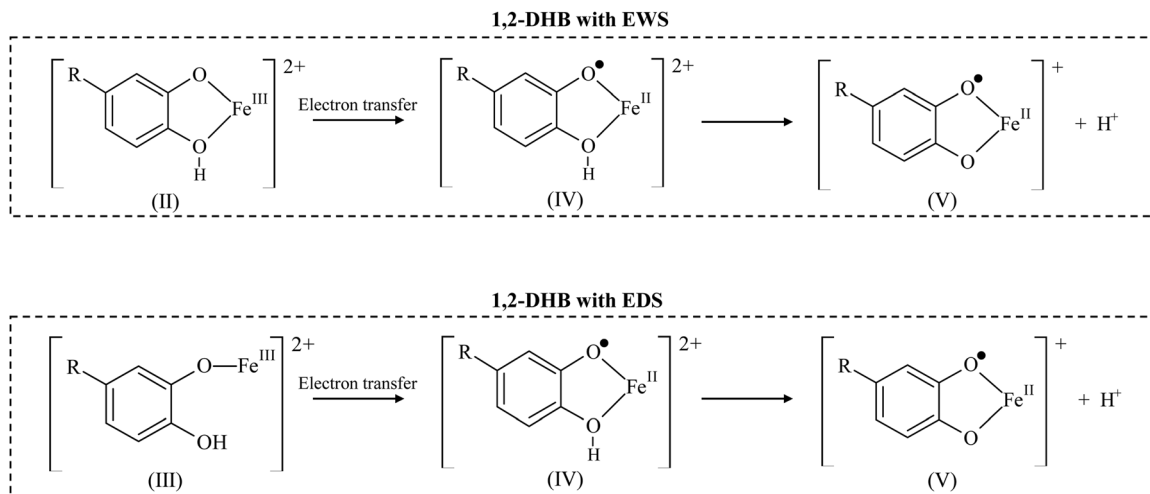 1,2-DHB with EWS
R O Fe III O H 2+
Electron transfer
R O• Fe II O H 2+
R O• Fe II O + + H+
(II) (IV) (V)
1,2-DHB with EDS
R O Fe III OH 2+
Electron transfer
R O• Fe II O H 2+
R O• Fe II O + + H+
(III) (IV) (V)